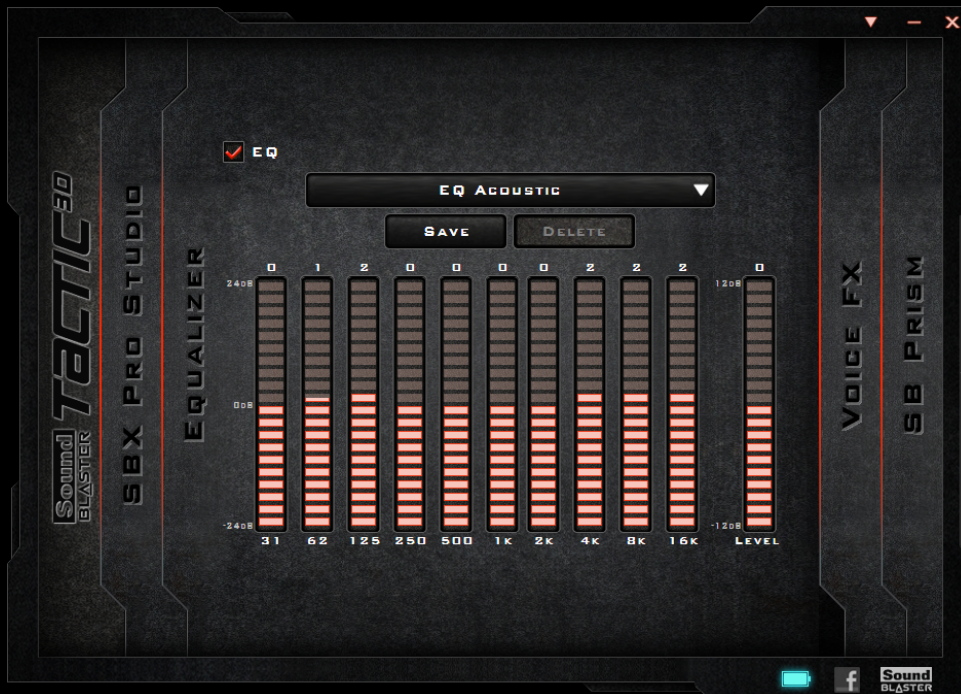 Sound BLASTER TACTIC3D
SBX PRO STUDIO
EQUALIZER
EQ
EQ ACOUSTIC
SAVE
DELETE
0 1 2 0 0 0 0 2 2 2 0
24DB 12DB
0DB
-24DB -12DB
31 62 125 250 500 1K 2K 4K 8K 16K LEVEL
VOICE FX
SB PRISM
f
Sound BLASTER